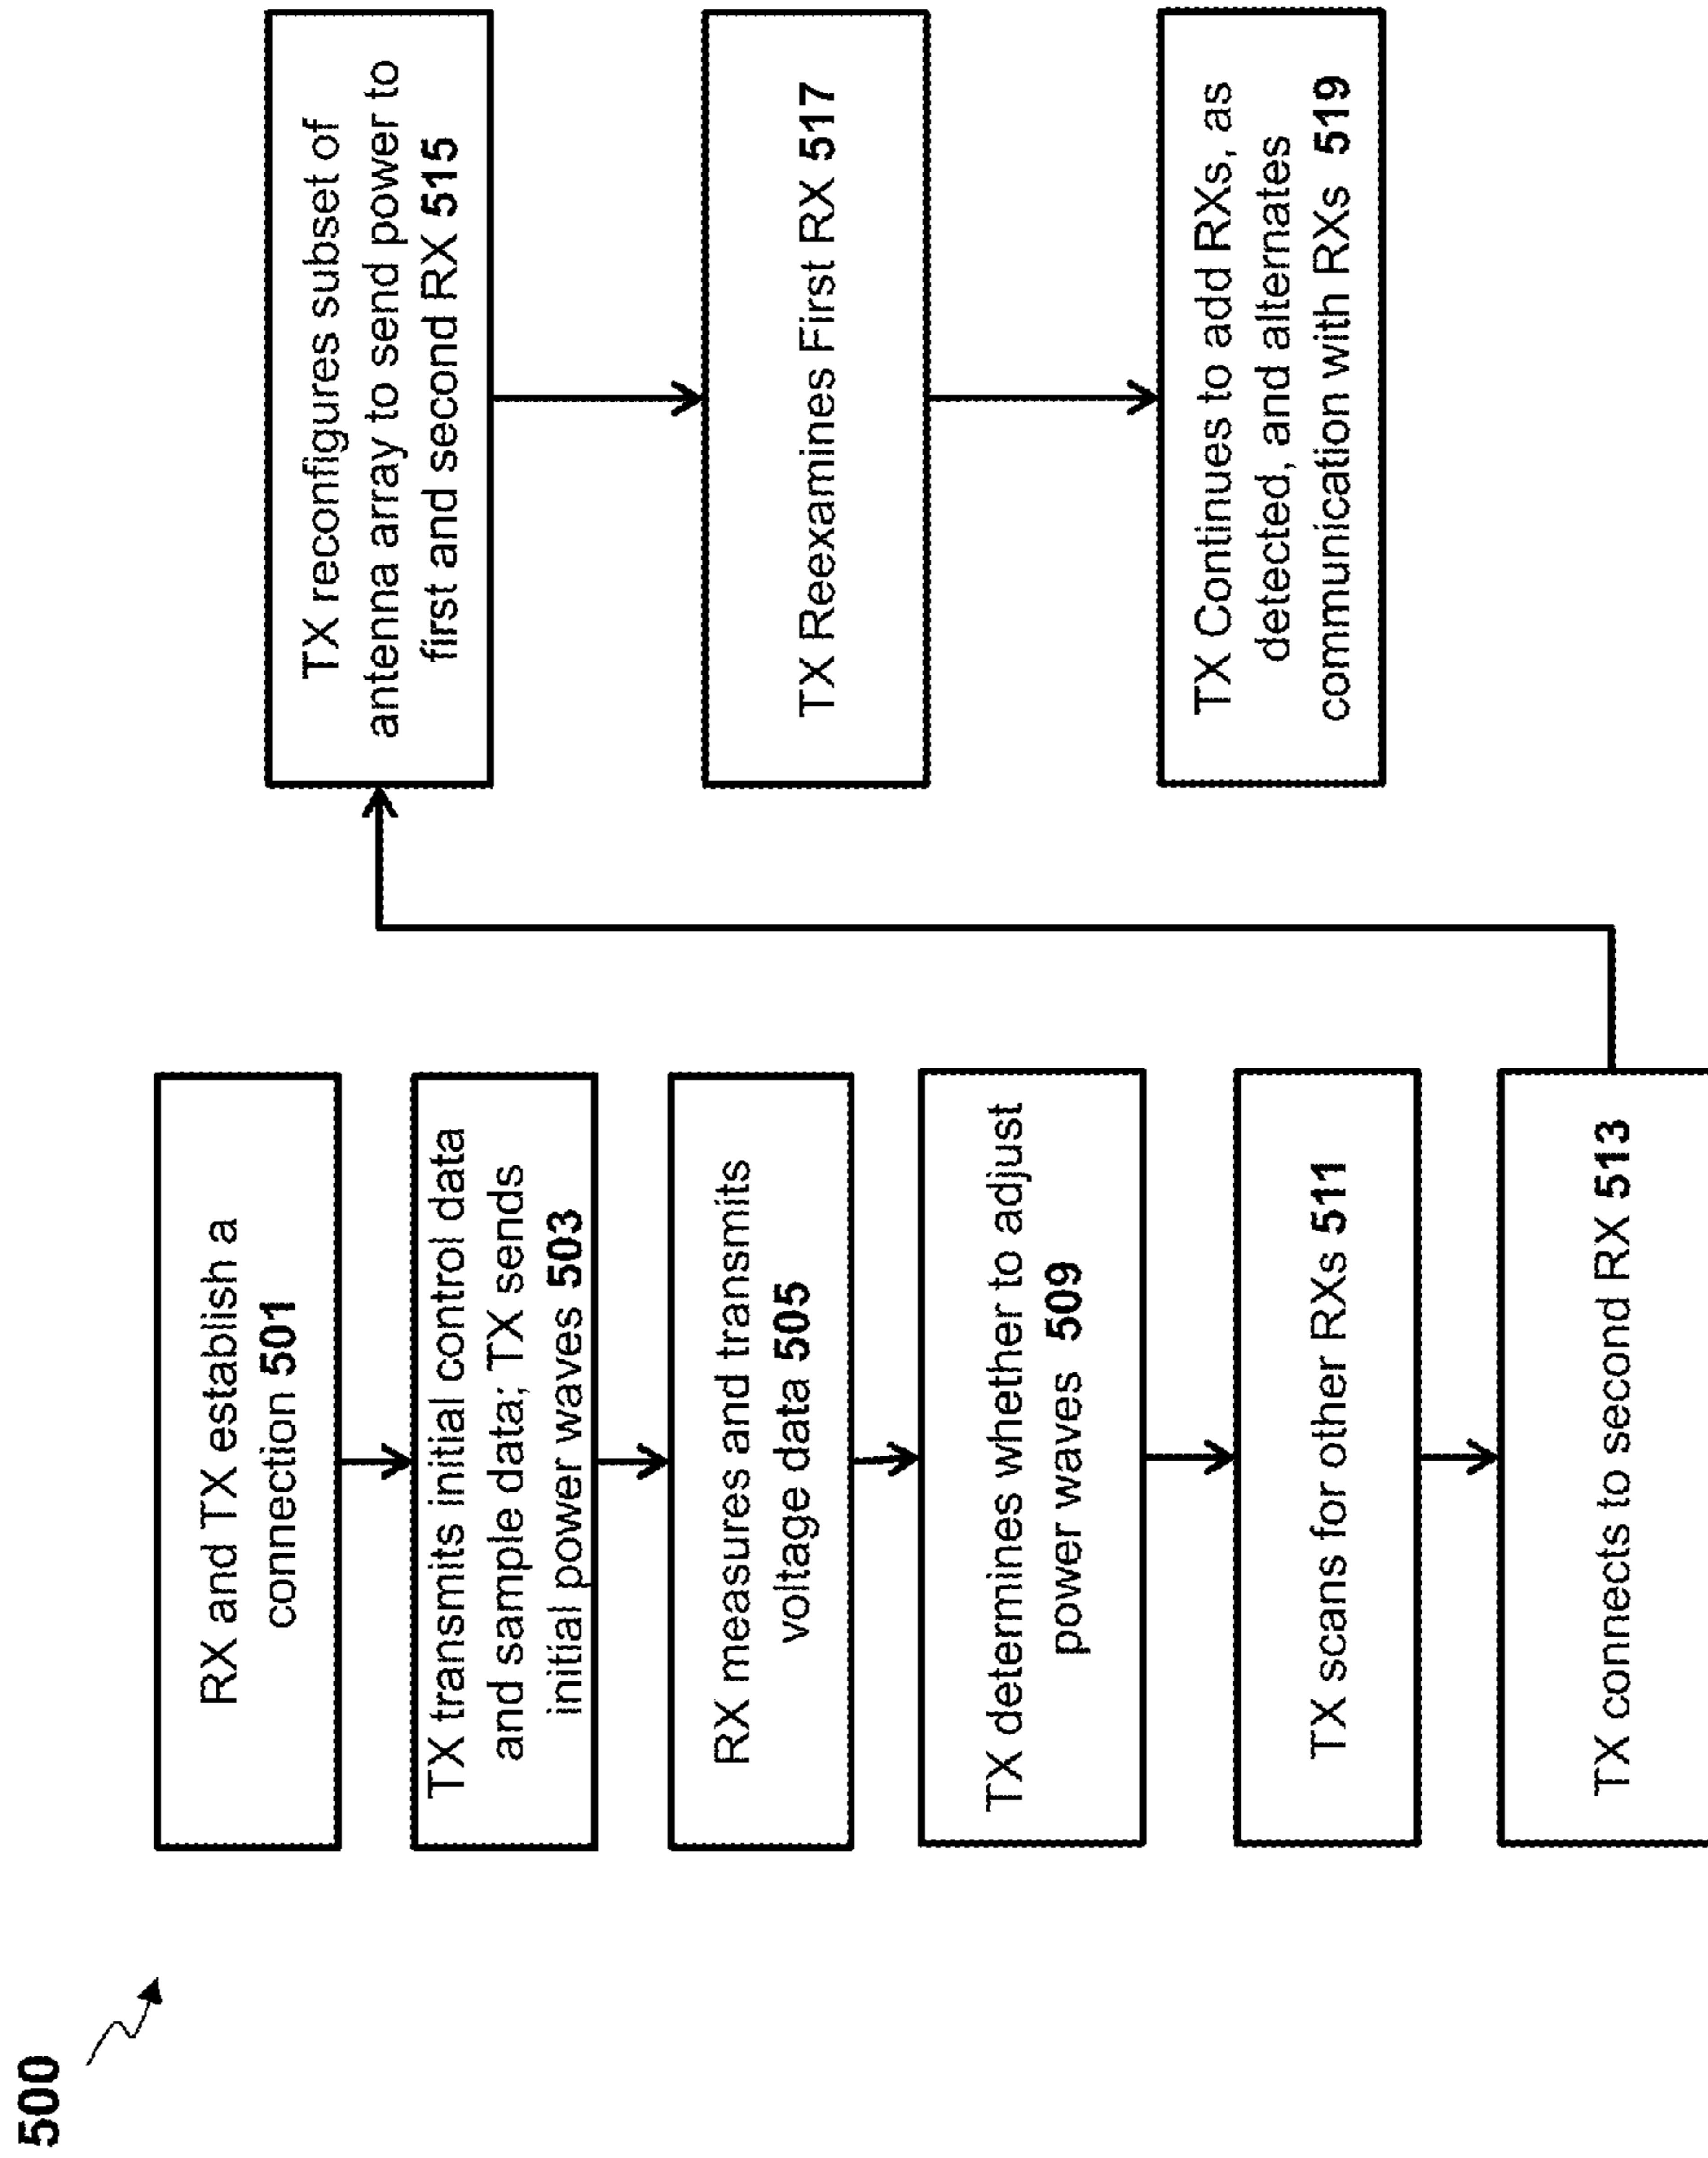 500
RX and TX establish a
connection 501
TX transmits initial control data
and sample data; TX sends
initial power waves 503
RX measures and transmits
voltage data 505
TX determines whether to adjust
power waves 509
TX scans for other RXs 511
TX connects to second RX 513
TX reconfigures subset of
antenna array to send power to
first and second RX 515
TX Reexamines First RX 517
TX Continues to add RXs, as
detected, and alternates
communication with RXs 519